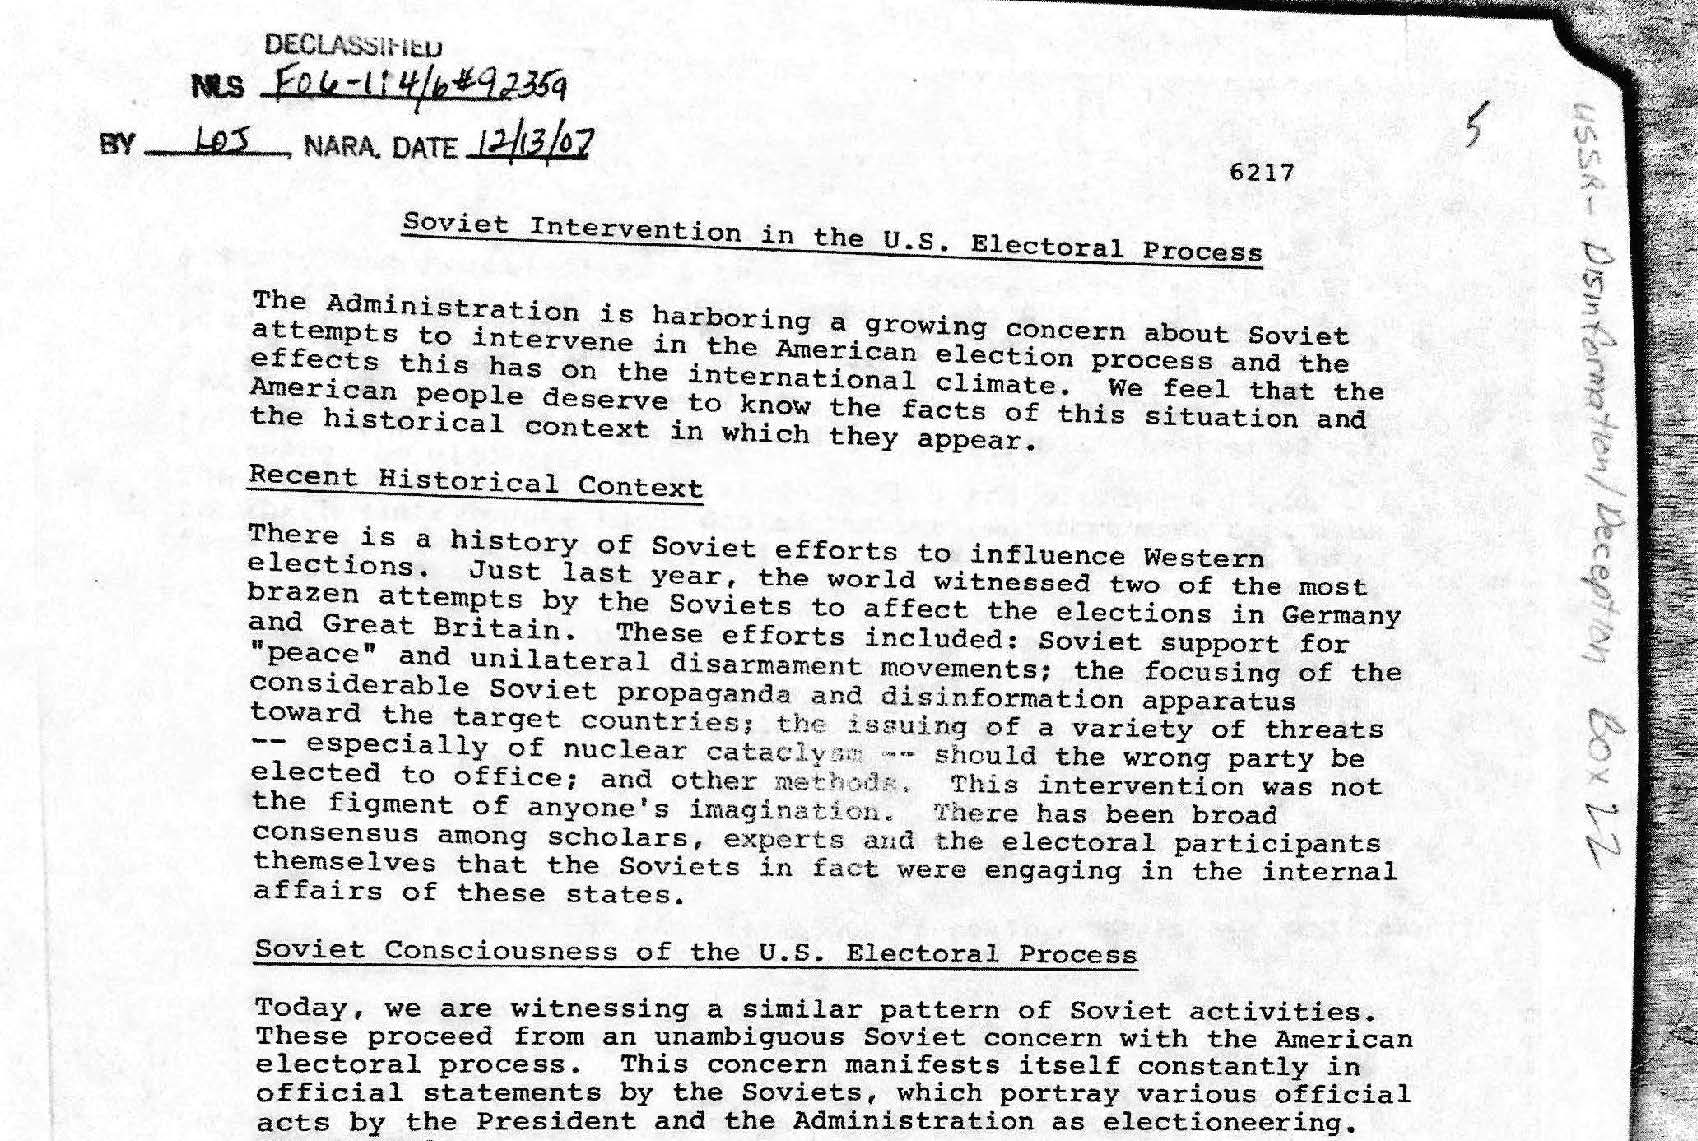 DECLASSIFIED
NLS F06-114/6 #92359
BY LOJ, NARA, DATE 12/13/07
5
6217
USSR - Disinformation/Deception Box 22
Soviet Intervention in the U.S. Electoral Process
The Administration is harboring a growing concern about Soviet
attempts to intervene in the American election process and the
effects this has on the international climate. We feel that the
American people deserve to know the facts of this situation and
the historical context in which they appear.
Recent Historical Context
There is a history of Soviet efforts to influence Western
elections. Just last year, the world witnessed two of the most
brazen attempts by the Soviets to affect the elections in Germany
and Great Britain. These efforts included: Soviet support for
"peace" and unilateral disarmament movements; the focusing of the
considerable Soviet propaganda and disinformation apparatus
toward the target countries; the issuing of a variety of threats
-- especially of nuclear cataclysm -- should the wrong party be
elected to office; and other methods. This intervention was not
the figment of anyone's imagination. There has been broad
consensus among scholars, experts and the electoral participants
themselves that the Soviets in fact were engaging in the internal
affairs of these states.
Soviet Consciousness of the U.S. Electoral Process
Today, we are witnessing a similar pattern of Soviet activities.
These proceed from an unambiguous Soviet concern with the American
electoral process. This concern manifests itself constantly in
official statements by the Soviets, which portray various official
acts by the President and the Administration as electioneering.